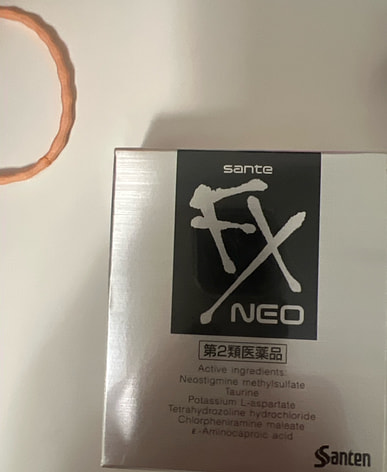 sante
FX
NEO
第2類医薬品
Active ingredients:
Neostigmine methylsulfate
Taurine
Potassium L-aspartate
Tetrahydrozoline hydrochloride
Chlorpheniramine maleate
ε-Aminocaproic acid
Santen